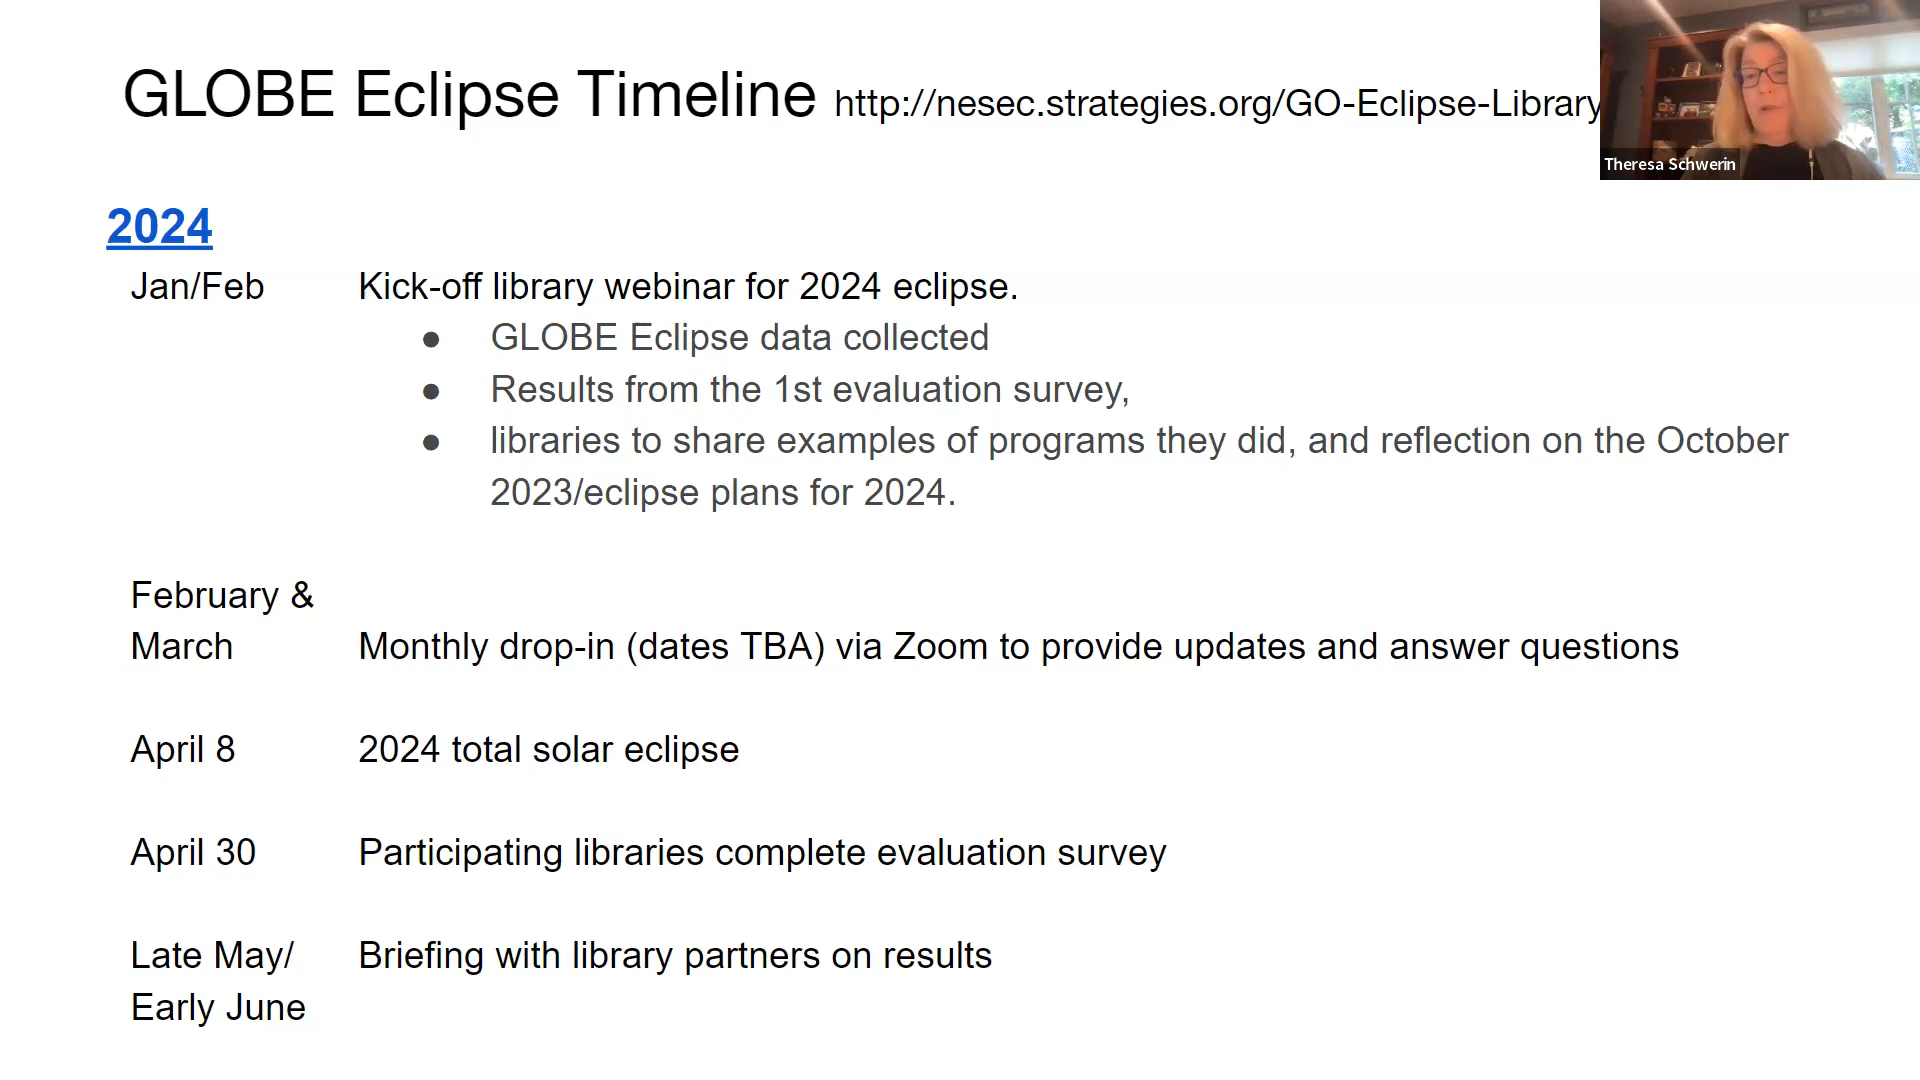 GLOBE Eclipse Timeline http://nesec.strategies.org/GO-Eclipse-Library
Theresa Schwerin
2024
Jan/Feb Kick-off library webinar for 2024 eclipse.
● GLOBE Eclipse data collected
● Results from the 1st evaluation survey,
● libraries to share examples of programs they did, and reflection on the October
2023/eclipse plans for 2024.
February &
March Monthly drop-in (dates TBA) via Zoom to provide updates and answer questions
April 8 2024 total solar eclipse
April 30 Participating libraries complete evaluation survey
Late May/ Briefing with library partners on results
Early June